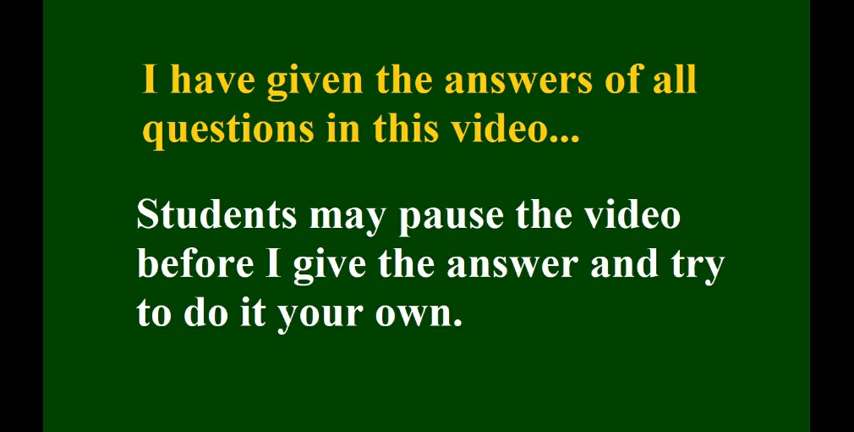 I have given the answers of all
questions in this video...
Students may pause the video
before I give the answer and try
to do it your own.